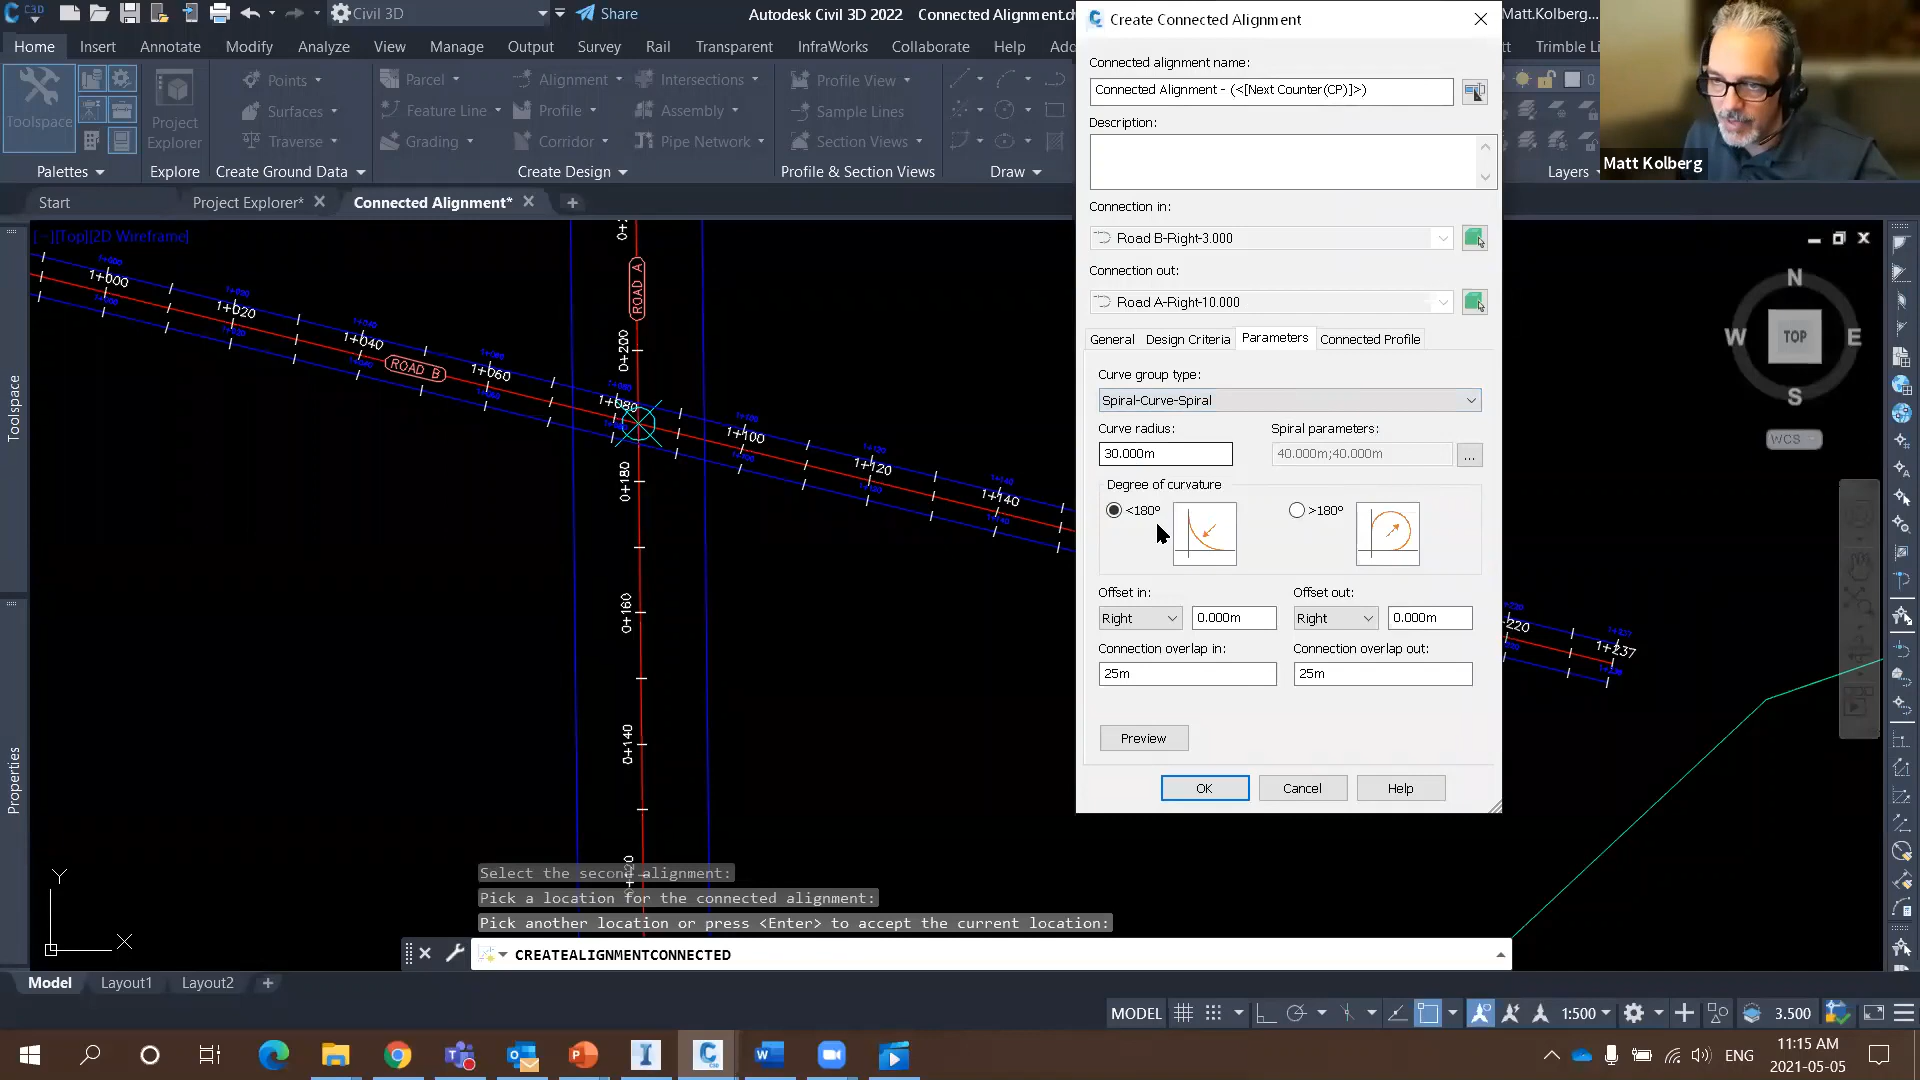 C3D
Civil 3D
Share
Autodesk Civil 3D 2022 Connected Alignment.d
Matt.Kolberg...
Home
Insert
Annotate
Modify
Analyze
View
Manage
Output
Survey
Rail
Transparent
InfraWorks
Collaborate
Help
Toolspace
Project
Explorer
Points
Surfaces
Traverse
Parcel
Feature Line
Grading
Alignment
Profile
Corridor
Intersections
Assembly
Pipe Network
Profile View
Sample Lines
Section Views
Palettes
Explore
Create Ground Data
Create Design
Profile & Section Views
Draw
Layers
Trimble Li
Matt Kolberg
Start
Project Explorer*
Connected Alignment*
[−][Top][2D Wireframe]
Toolspace
Properties
1+000
1+020
1+040
ROAD B
1+060
1+080
1+100
1+120
1+140
220
1+237
ROAD A
0+200
0+180
0+160
0+140
N
W
TOP
E
S
WCS
Create Connected Alignment
Connected alignment name:
Connected Alignment - (<[Next Counter(CP)]>)
Description:
Connection in:
Road B-Right-3.000
Connection out:
Road A-Right-10.000
General
Design Criteria
Parameters
Connected Profile
Curve group type:
Spiral-Curve-Spiral
Curve radius:
Spiral parameters:
30.000m
40.000m;40.000m
...
Degree of curvature
<180º
>180º
Offset in:
Offset out:
Right
0.000m
Right
0.000m
Connection overlap in:
Connection overlap out:
25m
25m
Preview
OK
Cancel
Help
Select the second alignment:
Pick a location for the connected alignment:
Pick another location or press <Enter> to accept the current location:
CREATEALIGNMENTCONNECTED
Y
X
Model
Layout1
Layout2
MODEL
1:500
3.500
ENG
11:15 AM
2021-05-05